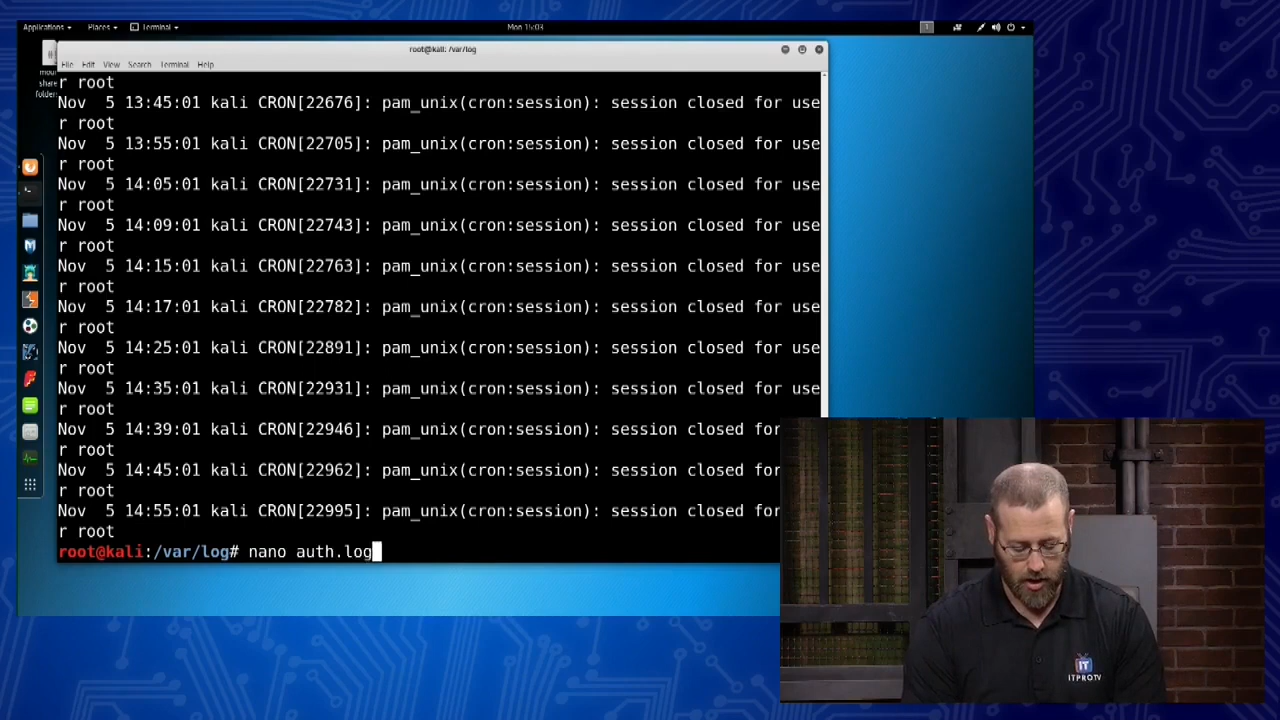 Applications Places Terminal Mon 15:03 1
root@kali: /var/log
File Edit View Search Terminal Help
moun
share
folders
r root
Nov  5 13:45:01 kali CRON[22676]: pam_unix(cron:session): session closed for use
r root
Nov  5 13:55:01 kali CRON[22705]: pam_unix(cron:session): session closed for use
r root
Nov  5 14:05:01 kali CRON[22731]: pam_unix(cron:session): session closed for use
r root
Nov  5 14:09:01 kali CRON[22743]: pam_unix(cron:session): session closed for use
r root
Nov  5 14:15:01 kali CRON[22763]: pam_unix(cron:session): session closed for use
r root
Nov  5 14:17:01 kali CRON[22782]: pam_unix(cron:session): session closed for use
r root
Nov  5 14:25:01 kali CRON[22891]: pam_unix(cron:session): session closed for use
r root
Nov  5 14:35:01 kali CRON[22931]: pam_unix(cron:session): session closed for use
r root
Nov  5 14:39:01 kali CRON[22946]: pam_unix(cron:session): session closed for
r root
Nov  5 14:45:01 kali CRON[22962]: pam_unix(cron:session): session closed for
r root
Nov  5 14:55:01 kali CRON[22995]: pam_unix(cron:session): session closed for
r root
root@kali:/var/log# nano auth.log
IT
ITPROTV